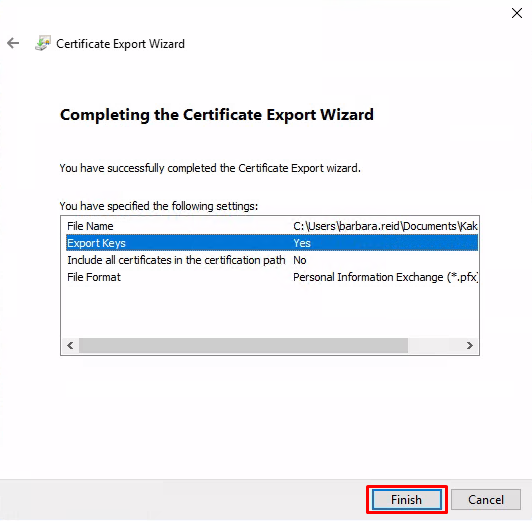 Certificate Export Wizard
Completing the Certificate Export Wizard
You have successfully completed the Certificate Export wizard.
You have specified the following settings:
File Name C:\Users\barbara.reid\Documents\Kak
Export Keys Yes
Include all certificates in the certification path No
File Format Personal Information Exchange (*.pfx)
Finish Cancel